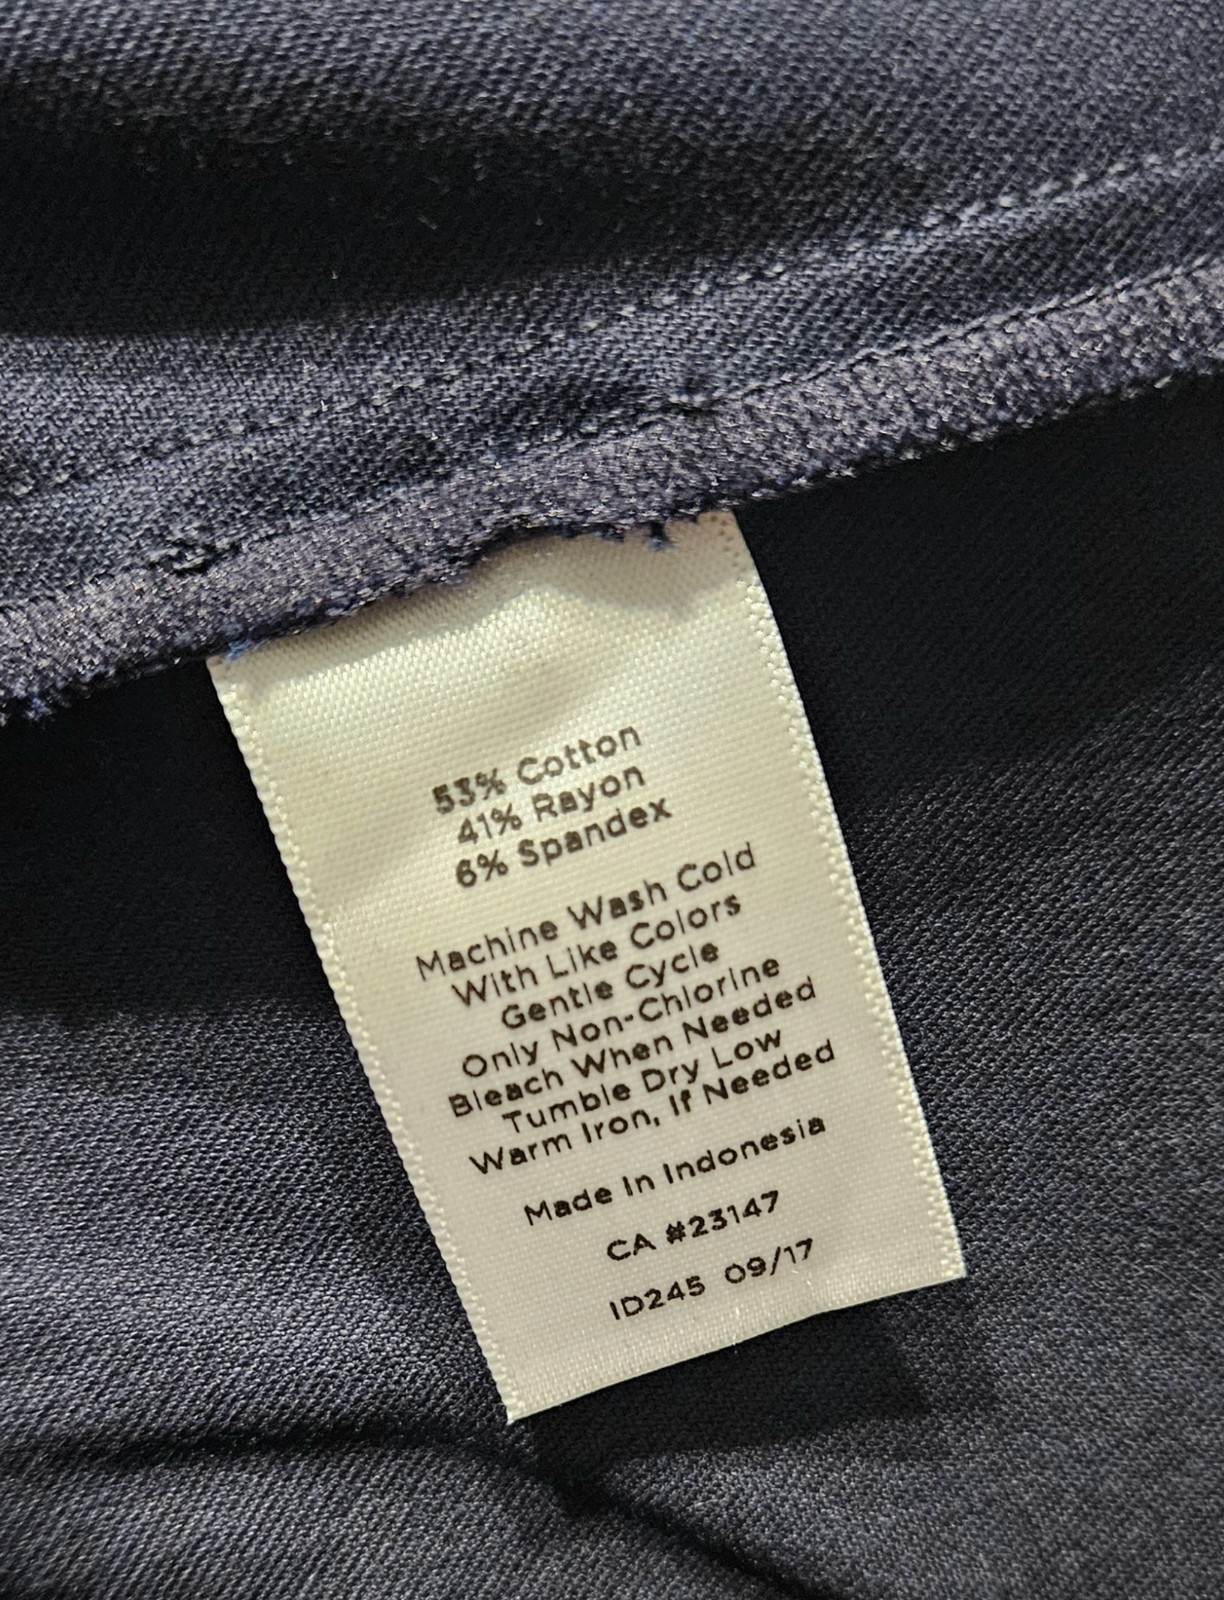 53% Cotton
41% Rayon
6% Spandex
Machine Wash Cold
With Like Colors
Gentle Cycle
Only Non-Chlorine
Bleach When Needed
Tumble Dry Low
Warm Iron, If Needed
Made In Indonesia
CA #23147
ID245 09/17